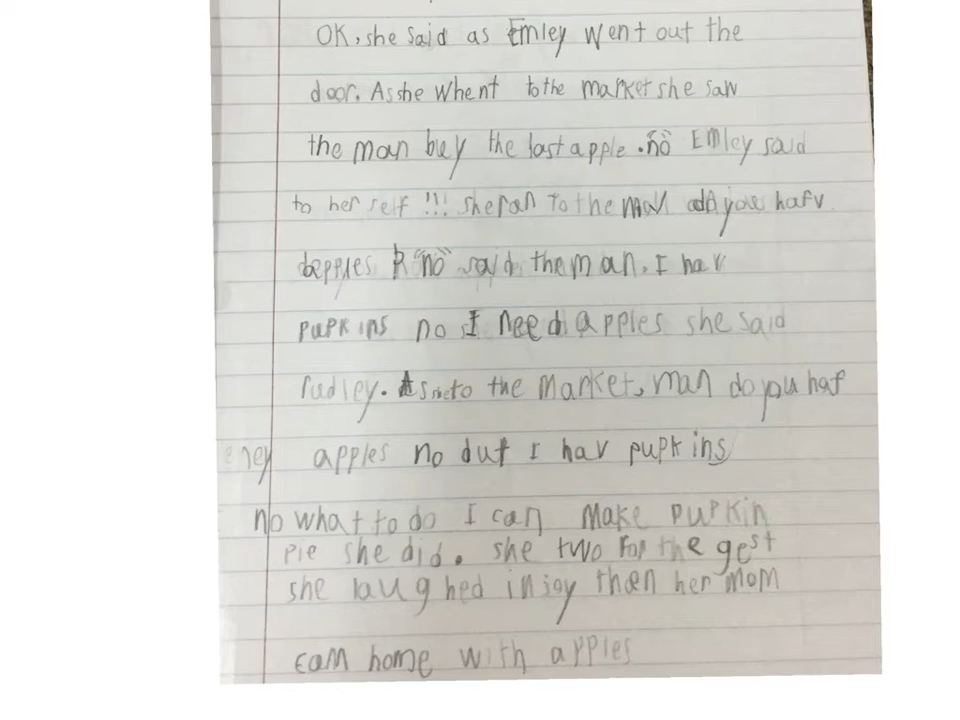 OK, she said as Emley went out the
door. As she whent to the market she saw
the man buy the last apple. "no" Emley said
to her self !!! she ran to the man you hafv
"no" said the man. I hav
pupkins no I need apples she said
rudley. to the market, man do you haf
eney apples no dut I hav pupkins
no what to do I can make pupkin
pie she did. she two for the gest
she laughed in joy then her mom
cam home with apples